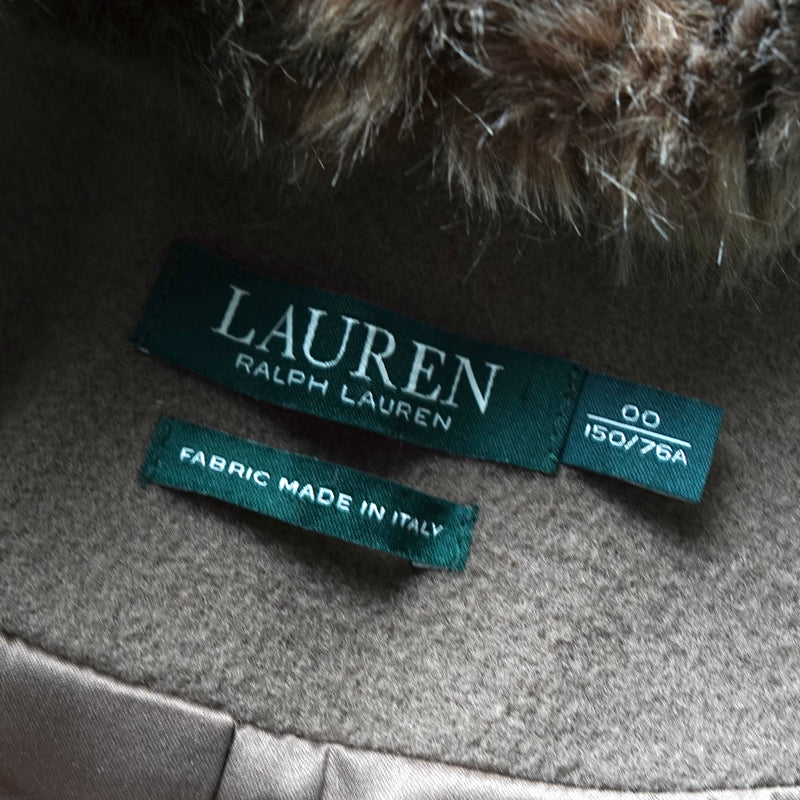 LAUREN
RALPH LAUREN
00
150/76A
FABRIC MADE IN ITALY